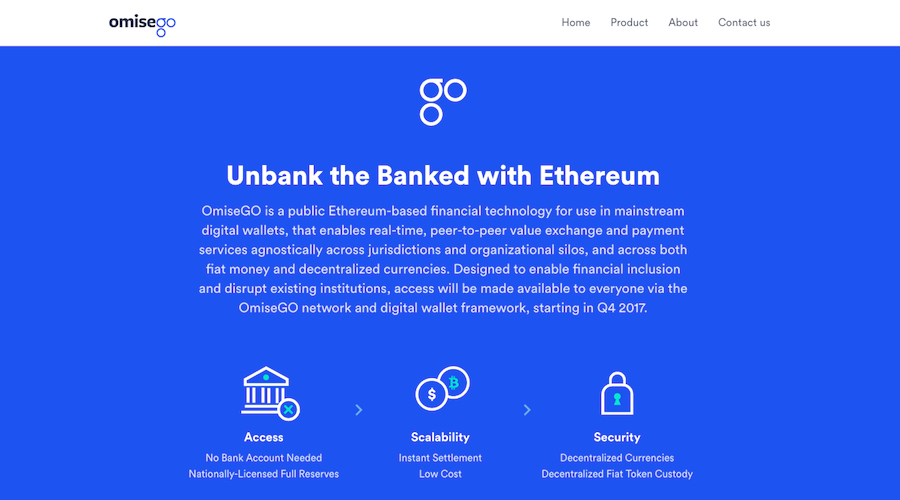 omisego
Home Product About Contact us
go
Unbank the Banked with Ethereum
OmiseGO is a public Ethereum-based financial technology for use in mainstream
digital wallets, that enables real-time, peer-to-peer value exchange and payment
services agnostically across jurisdictions and organizational silos, and across both
fiat money and decentralized currencies. Designed to enable financial inclusion
and disrupt existing institutions, access will be made available to everyone via the
OmiseGO network and digital wallet framework, starting in Q4 2017.
Access
No Bank Account Needed
Nationally-Licensed Full Reserves
Scalability
Instant Settlement
Low Cost
Security
Decentralized Currencies
Decentralized Fiat Token Custody